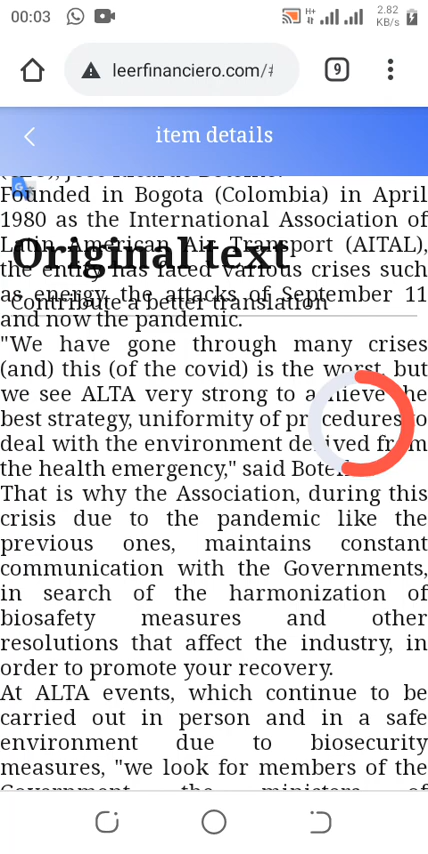 00:03
H+
2.82
KB/s
leerfinanciero.com/#
9
item details
Founded in Bogota (Colombia) in April
1980 as the International Association of
Latin American Air Transport (AITAL),
Original text
the entity has faced various crises such
as energy, the attacks of September 11
Contribute a better translation
and now the pandemic.
"We have gone through many crises
(and) this (of the covid) is the worst, but
we see ALTA very strong to achieve the
best strategy, uniformity of procedures to
deal with the environment derived from
the health emergency," said Botelho.
That is why the Association, during this
crisis due to the pandemic like the
previous ones, maintains constant
communication with the Governments,
in search of the harmonization of
biosafety measures and other
resolutions that affect the industry, in
order to promote your recovery.
At ALTA events, which continue to be
carried out in person and in a safe
environment due to biosecurity
measures, "we look for members of the
Government, the ministers of